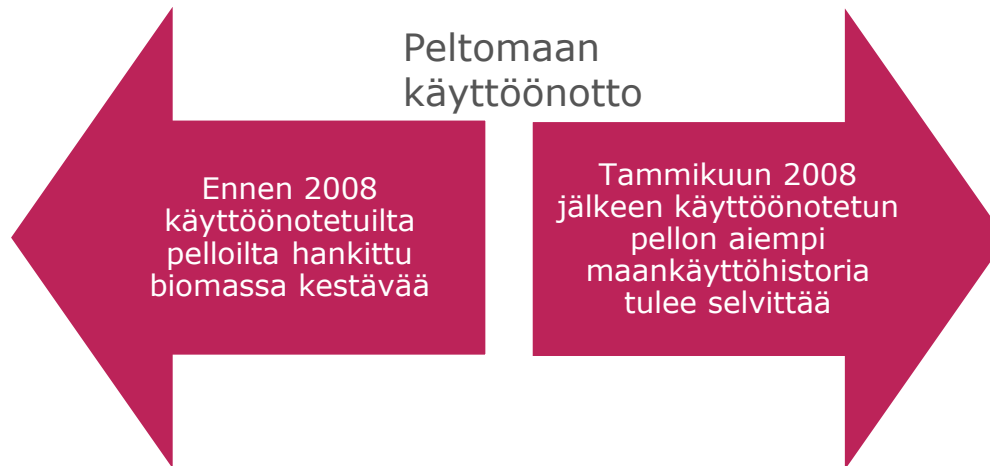 Peltomaan
käyttöönotto
Ennen 2008
käyttöönotetuilta
pelloilta hankittu
biomassa kestävää
Tammikuun 2008
jälkeen käyttöönotetun
pellon aiempi
maankäyttöhistoria
tulee selvittää